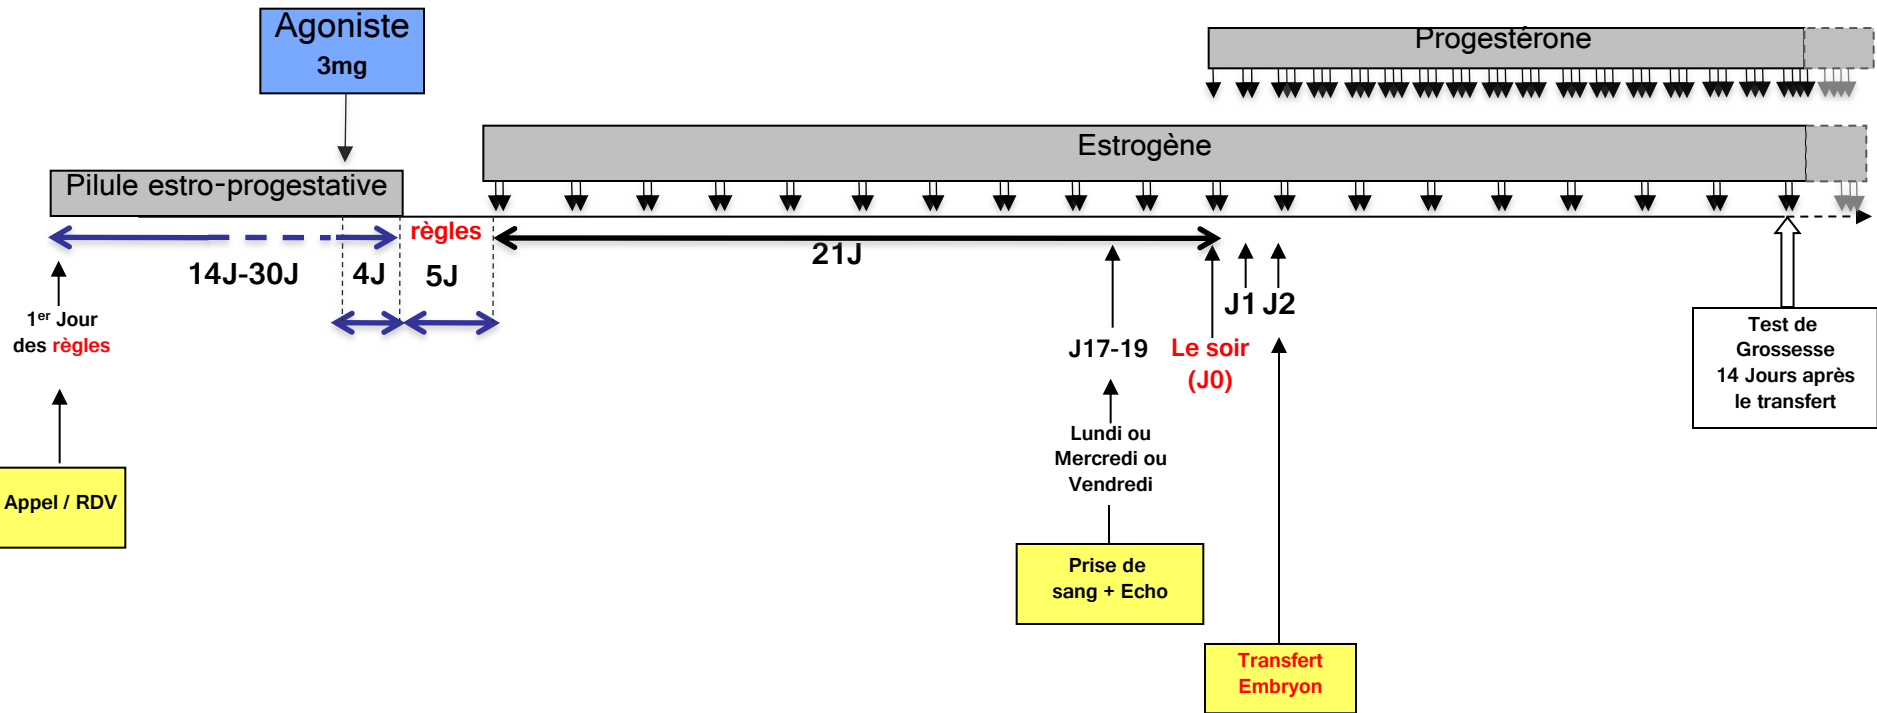 Agoniste
3mg
Progestérone
Estrogène
Pilule estro-progestative
règles
14J-30J
4J
5J
21J
1er Jour
des règles
Appel / RDV
J1 J2
J17-19
Le soir
(J0)
Lundi ou
Mercredi ou
Vendredi
Prise de
sang + Echo
Transfert
Embryon
Test de
Grossesse
14 Jours après
le transfert